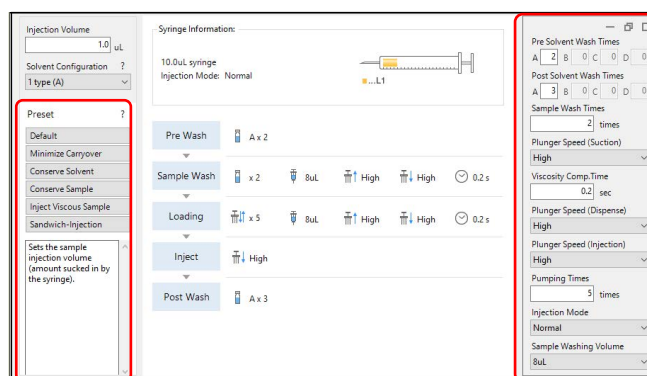 Injection Volume
1.0 uL
Solvent Configuration ?
1 type (A)
Preset ?
Default
Minimize Carryover
Conserve Solvent
Conserve Sample
Inject Viscous Sample
Sandwich-Injection
Sets the sample
injection volume
(amount sucked in by
the syringe).
Syringe Information:
10.0uL syringe
Injection Mode: Normal
...L1
Pre Wash A x 2
Sample Wash x 2 8uL High High 0.2 s
Loading x 5 8uL High High 0.2 s
Inject High
Post Wash A x 3
Pre Solvent Wash Times
A 2 B 0 C 0 D 0
Post Solvent Wash Times
A 3 B 0 C 0 D 0
Sample Wash Times
2 times
Plunger Speed (Suction)
High
Viscosity Comp.Time
0.2 sec
Plunger Speed (Dispense)
High
Plunger Speed (Injection)
High
Pumping Times
5 times
Injection Mode
Normal
Sample Washing Volume
8uL